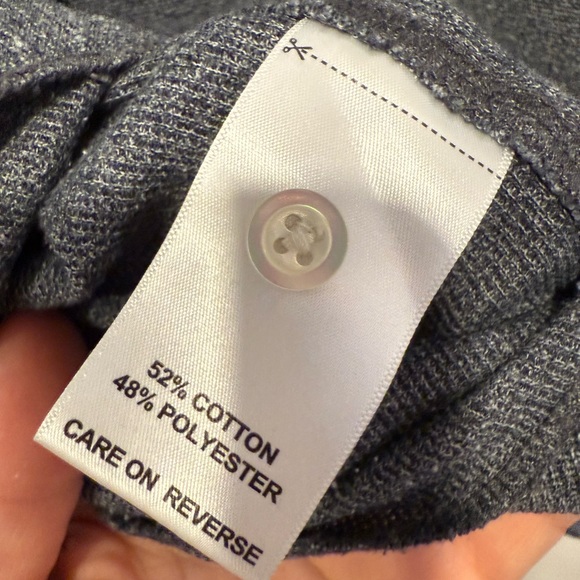 52% COTTON
48% POLYESTER
CARE ON REVERSE